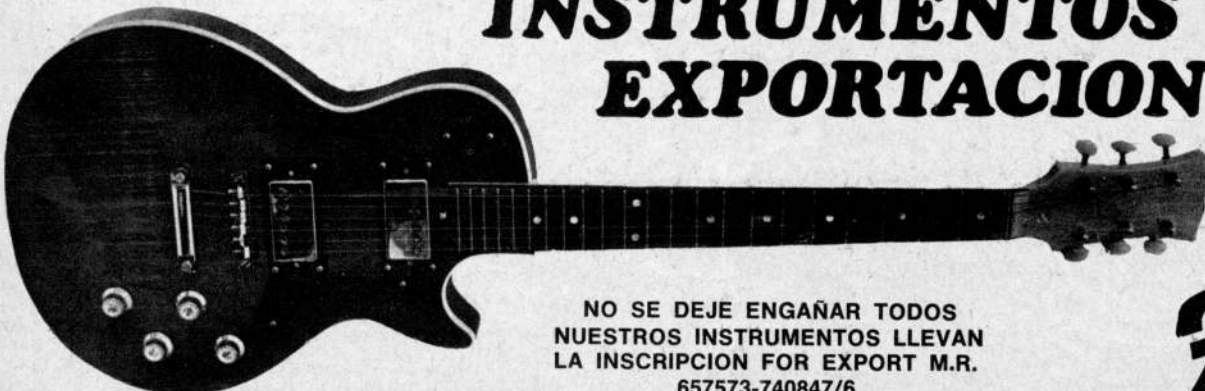 INSTRUMENTOS
EXPORTACION
NO SE DEJE ENGAÑAR TODOS
NUESTROS INSTRUMENTOS LLEVAN
LA INSCRIPCION FOR EXPORT M.R.
657573-740847/6